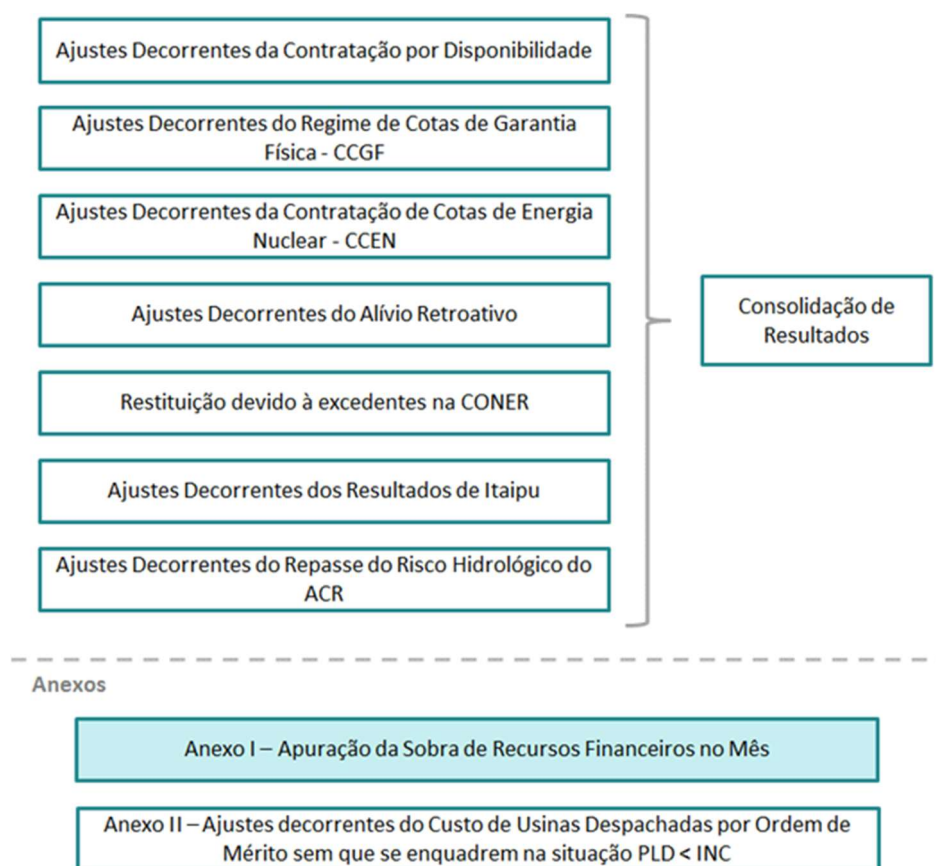 Ajustes Decorrentes da Contratação por Disponibilidade
Ajustes Decorrentes do Regime de Cotas de Garantia
Física - CCGF
Ajustes Decorrentes da Contratação de Cotas de Energia
Nuclear - CCEN
Ajustes Decorrentes do Alívio Retroativo
Restituição devido à excedentes na CONER
Ajustes Decorrentes dos Resultados de Itaipu
Ajustes Decorrentes do Repasse do Risco Hidrológico do
ACR
Consolidação de
Resultados
Anexos
Anexo I – Apuração da Sobra de Recursos Financeiros no Mês
Anexo II – Ajustes decorrentes do Custo de Usinas Despachadas por Ordem de
Mérito sem que se enquadrem na situação PLD < INC